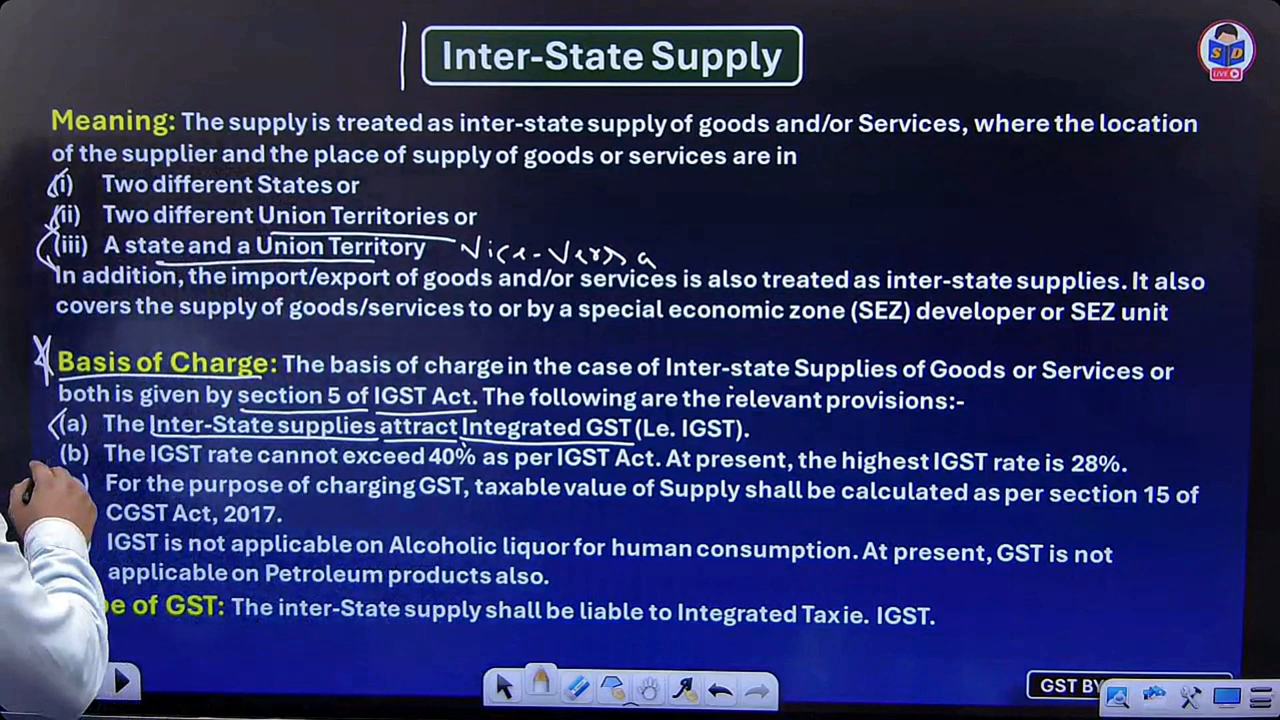 Inter-State Supply
S D
LIVE
Meaning: The supply is treated as inter-state supply of goods and/or Services, where the location
of the supplier and the place of supply of goods or services are in
(i) Two different States or
(ii) Two different Union Territories or
(iii) A state and a Union Territory Vice-Versa
In addition, the import/export of goods and/or services is also treated as inter-state supplies. It also
covers the supply of goods/services to or by a special economic zone (SEZ) developer or SEZ unit
Basis of Charge: The basis of charge in the case of Inter-state Supplies of Goods or Services or
both is given by section 5 of IGST Act. The following are the relevant provisions:-
(a) The Inter-State supplies attract Integrated GST (Le. IGST).
(b) The IGST rate cannot exceed 40% as per IGST Act. At present, the highest IGST rate is 28%.
For the purpose of charging GST, taxable value of Supply shall be calculated as per section 15 of
CGST Act, 2017.
IGST is not applicable on Alcoholic liquor for human consumption. At present, GST is not
applicable on Petroleum products also.
of GST: The inter-State supply shall be liable to Integrated Tax ie. IGST.
GST BY